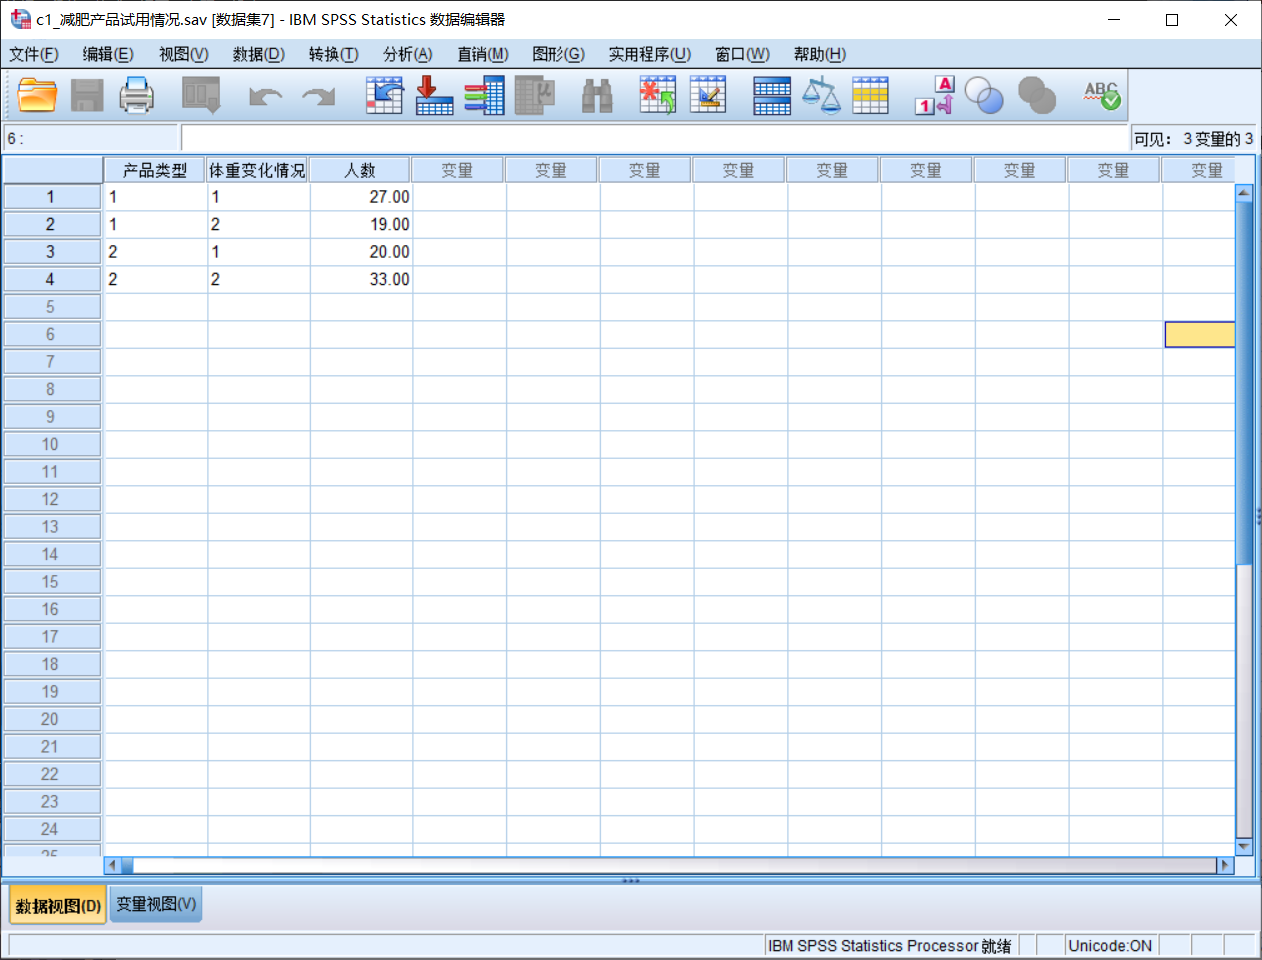 c1_减肥产品试用情况.sav [数据集7] - IBM SPSS Statistics 数据编辑器
文件(F) 编辑(E) 视图(V) 数据(D) 转换(T) 分析(A) 直销(M) 图形(G) 实用程序(U) 窗口(W) 帮助(H)
A
1
μ
ABC
6 : 可见： 3 变量的 3
产品类型 体重变化情况 人数 变量 变量 变量 变量 变量 变量 变量 变量 变量
1 1 1 27.00
2 1 2 19.00
3 2 1 20.00
4 2 2 33.00
5
6
7
8
9
10
11
12
13
14
15
16
17
18
19
20
21
22
23
24
25
数据视图(D) 变量视图(V)
IBM SPSS Statistics Processor 就绪 Unicode:ON